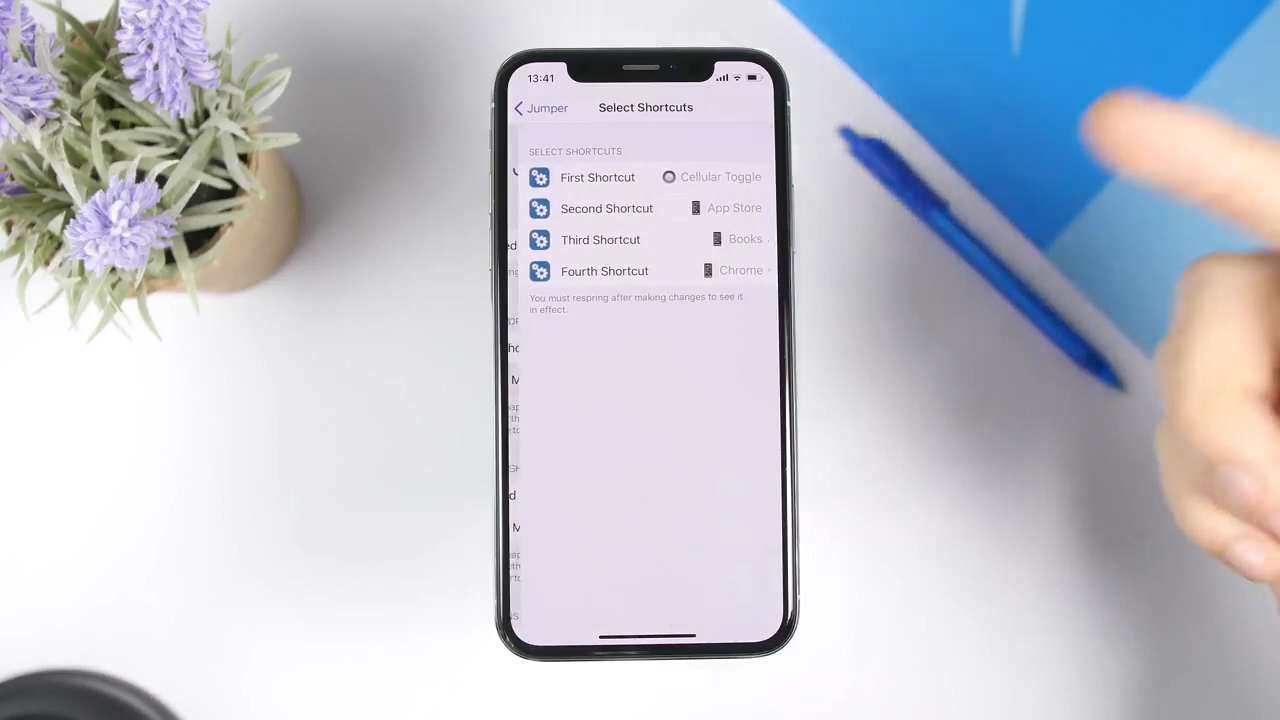 13:41
Jumper Select Shortcuts
SELECT SHORTCUTS
First Shortcut Cellular Toggle
Second Shortcut App Store
Third Shortcut Books
Fourth Shortcut Chrome
You must respring after making changes to see it
in effect.